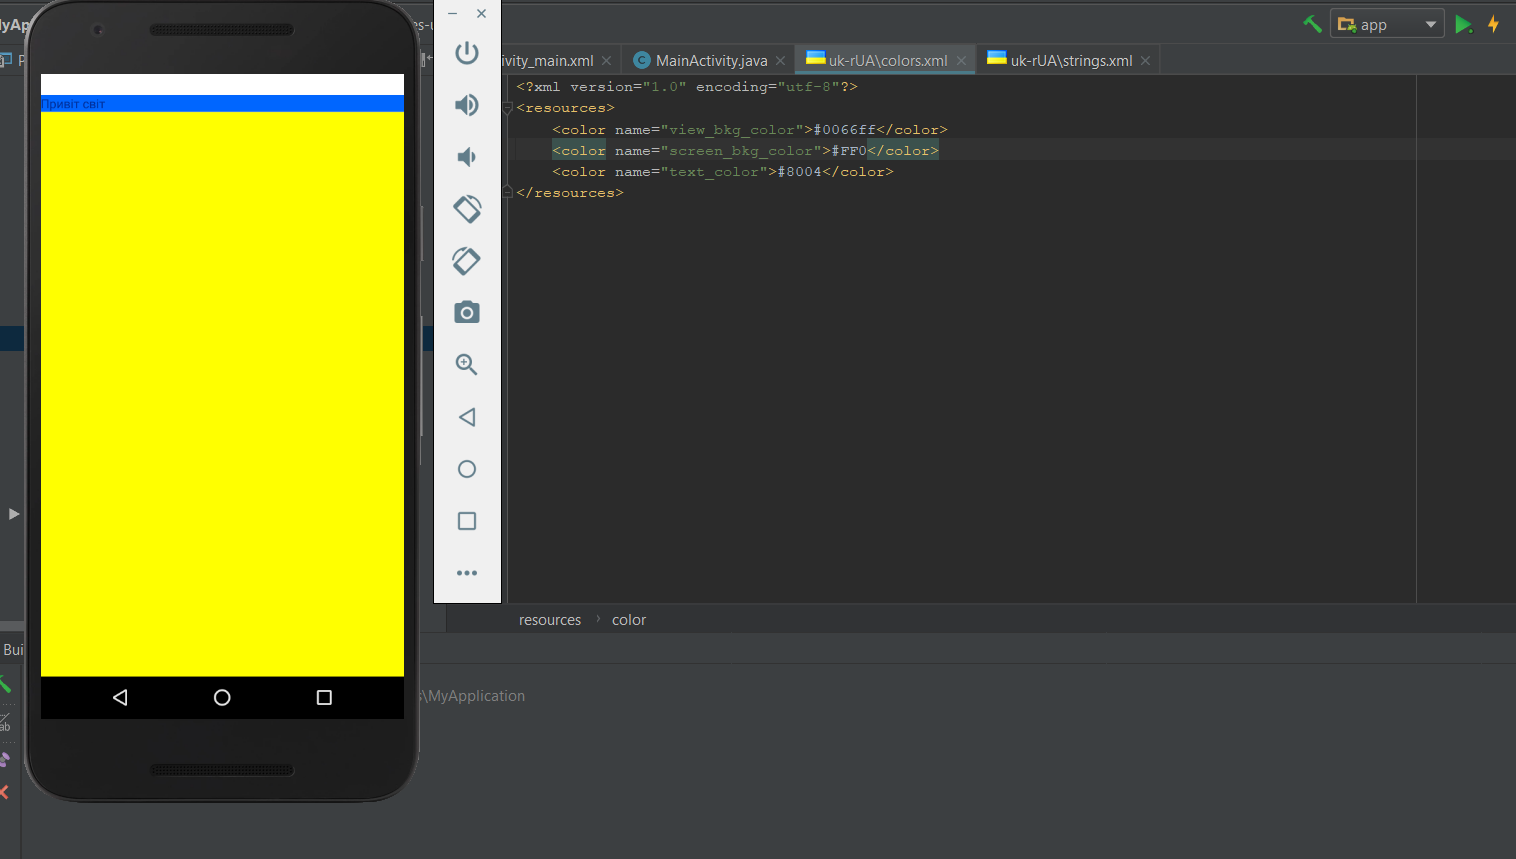 MyAp
es-u
app
ivity_main.xml
MainActivity.java
uk-rUA\colors.xml
uk-rUA\strings.xml
Привіт світ
<?xml version="1.0" encoding="utf-8"?>
<resources>
<color name="view_bkg_color">#0066ff</color>
<color name="screen_bkg_color">#FF0</color>
<color name="text_color">#8004</color>
</resources>
resources › color
Bui
s\MyApplication
ab